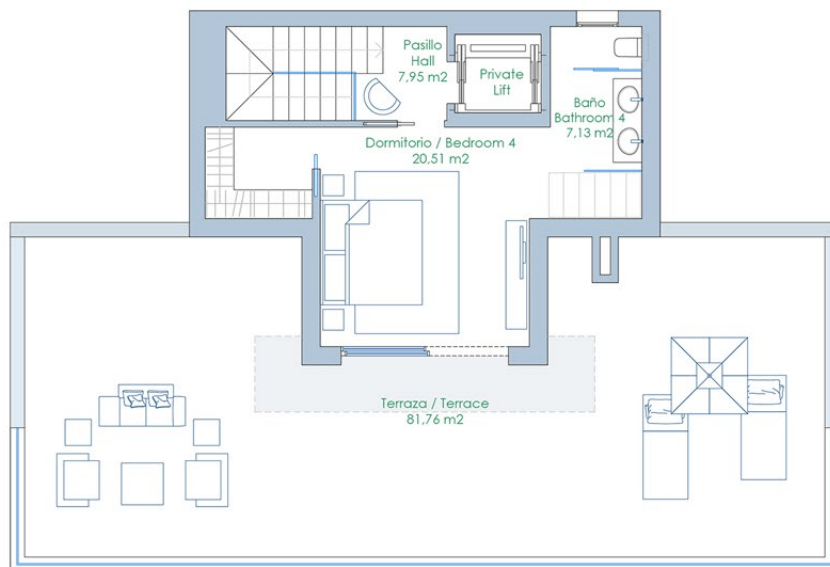 Pasillo
Hall
7,95 m2
Private
Lift
Baño
Bathroom 4
7,13 m2
Dormitorio / Bedroom 4
20,51 m2
Terraza / Terrace
81,76 m2